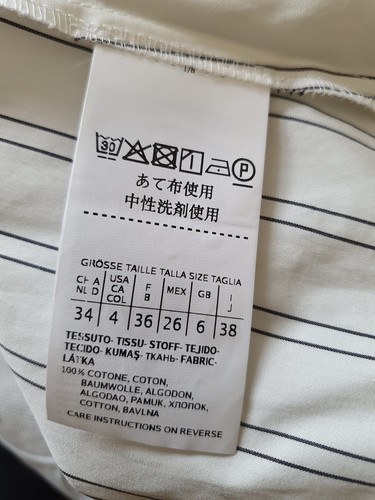 1/8
30 P
あて布使用
中性洗剤使用
GRÖSSE TAILLE TALLA SIZE TAGLIA
CH A USA F MEX GB I
NL D CA B J
COL
34 4 36 26 6 38
TESSUTO- TISSU- STOFF- TEJIDO-
TECIDO- KUMAŞ- ТКАНЬ- FABRIC-
LÁTKA
100% COTONE, COTON,
BAUMWOLLE, ALGODON,
ALGODAO, PAMUK, ХЛОПОК,
COTTON, BAVLNA
CARE INSTRUCTIONS ON REVERSE